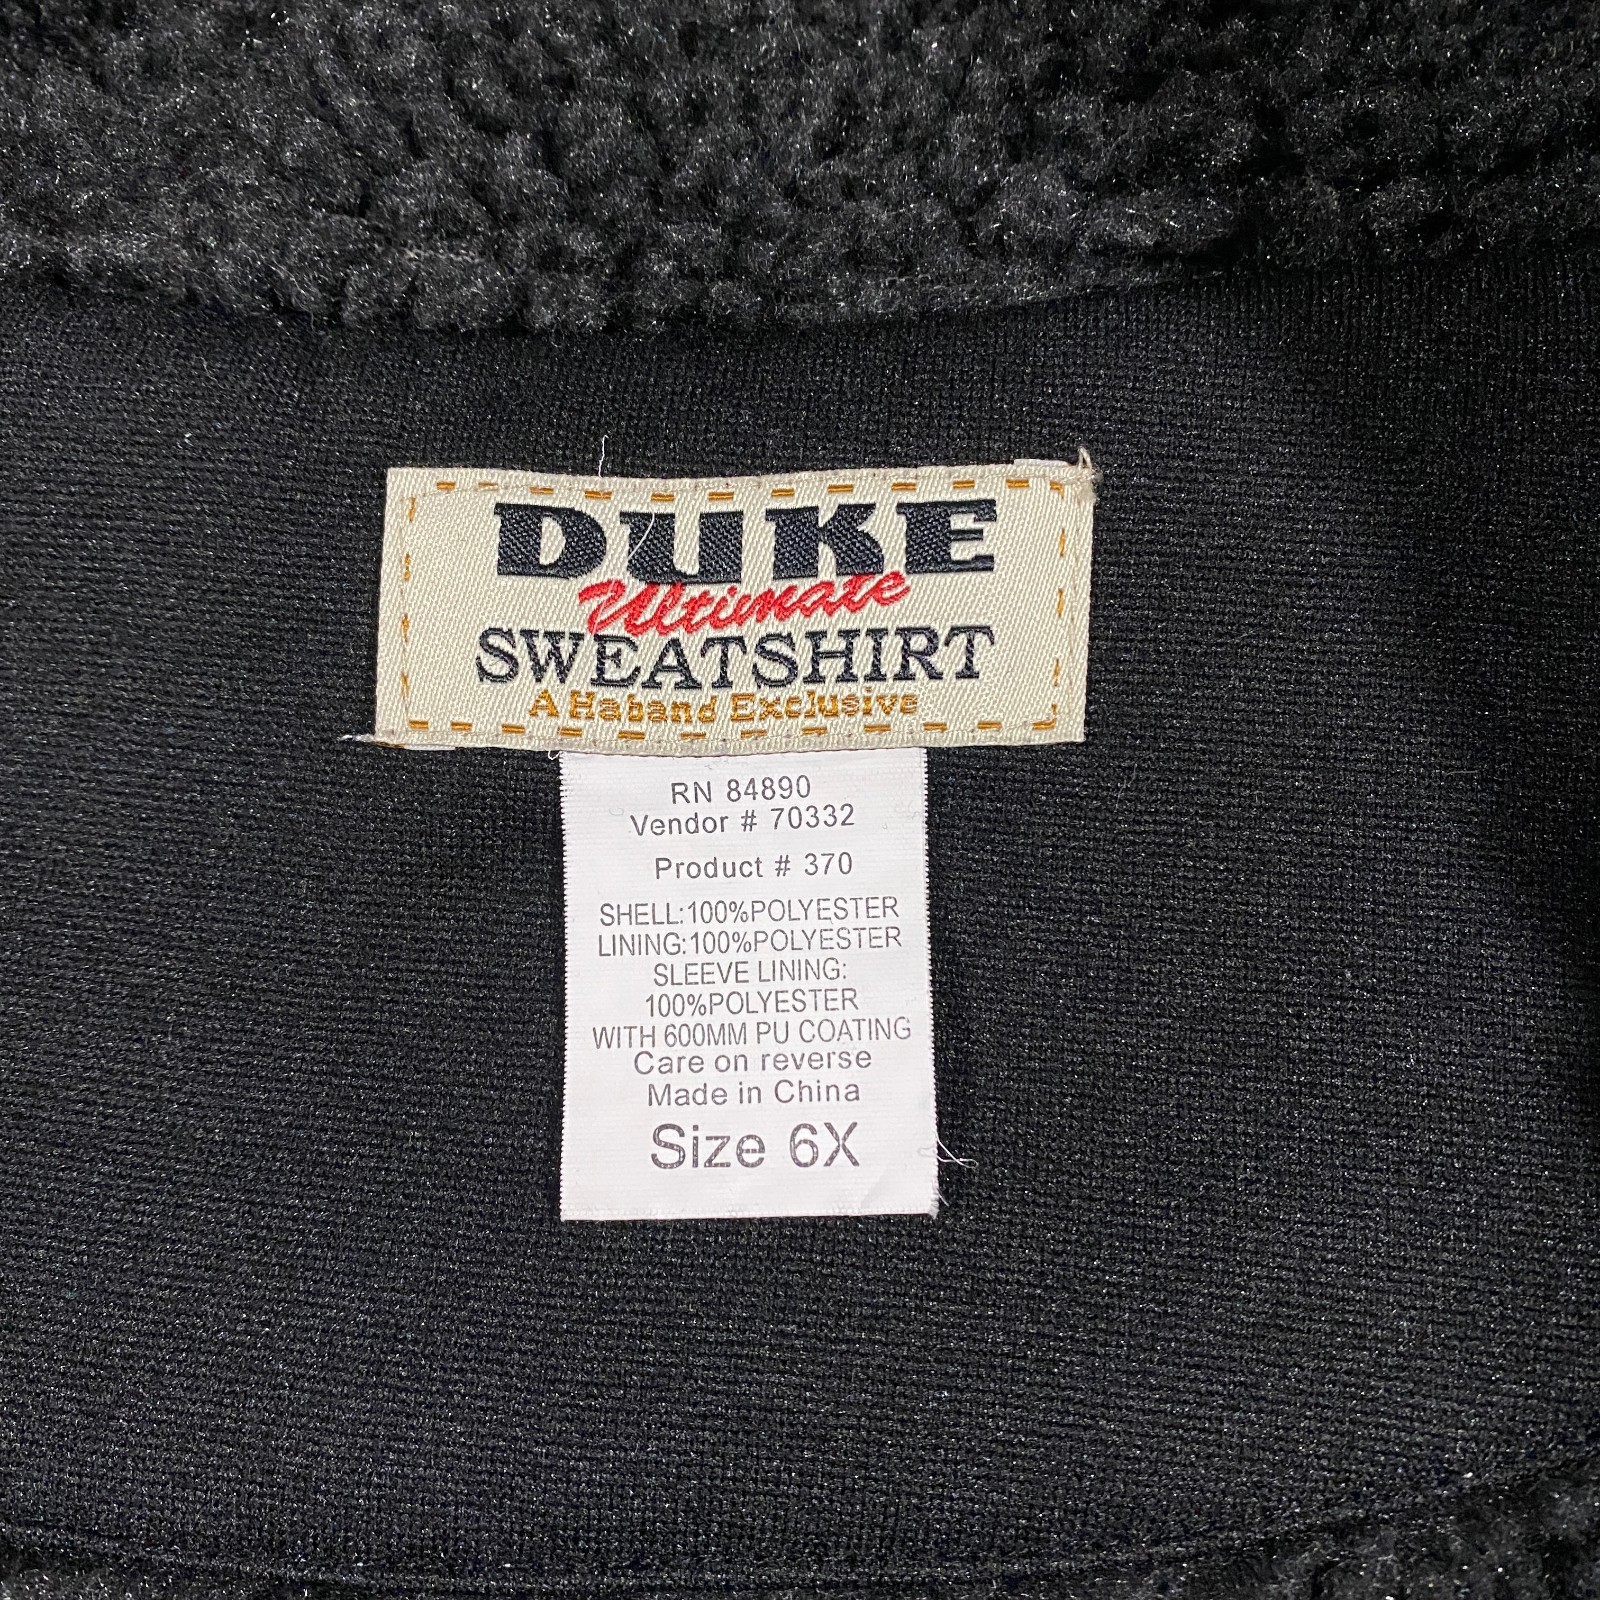 DUKE
Ultimate
SWEATSHIRT
A Haband Exclusive
RN 84890
Vendor # 70332
Product # 370
SHELL:100%POLYESTER
LINING:100%POLYESTER
SLEEVE LINING:
100%POLYESTER
WITH 600MM PU COATING
Care on reverse
Made in China
Size 6X